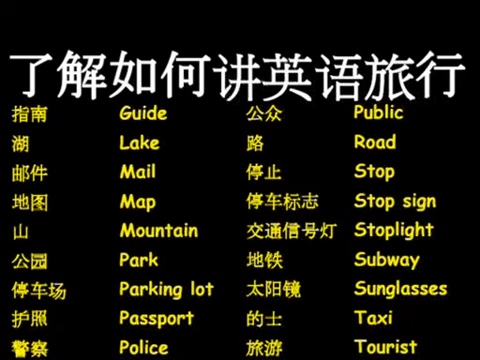 了解如何讲英语旅行
指南 Guide 公众 Public
湖 Lake 路 Road
邮件 Mail 停止 Stop
地图 Map 停车标志 Stop sign
山 Mountain 交通信号灯 Stoplight
公园 Park 地铁 Subway
停车场 Parking lot 太阳镜 Sunglasses
护照 Passport 的士 Taxi
警察 Police 旅游 Tourist